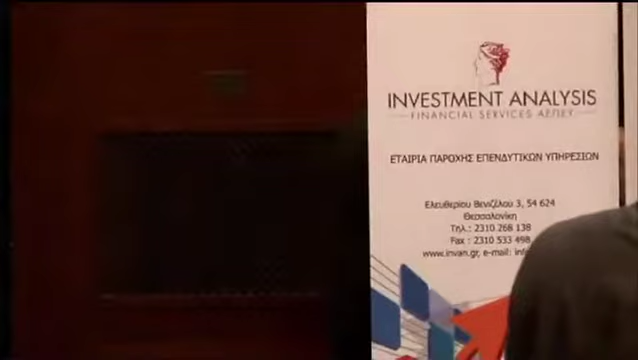 INVESTMENT ANALYSIS
FINANCIAL SERVICES ΑΕΠΕΥ
ΕΤΑΙΡΙΑ ΠΑΡΟΧΗΣ ΕΠΕΝΔΥΤΙΚΩΝ ΥΠΗΡΕΣΙΩΝ
Ελευθερίου Βενιζέλου 3, 54 624
Θεσσαλονίκη
Τηλ.: 2310 268 138
Fax : 2310 533 498
www.invan.gr, e-mail: